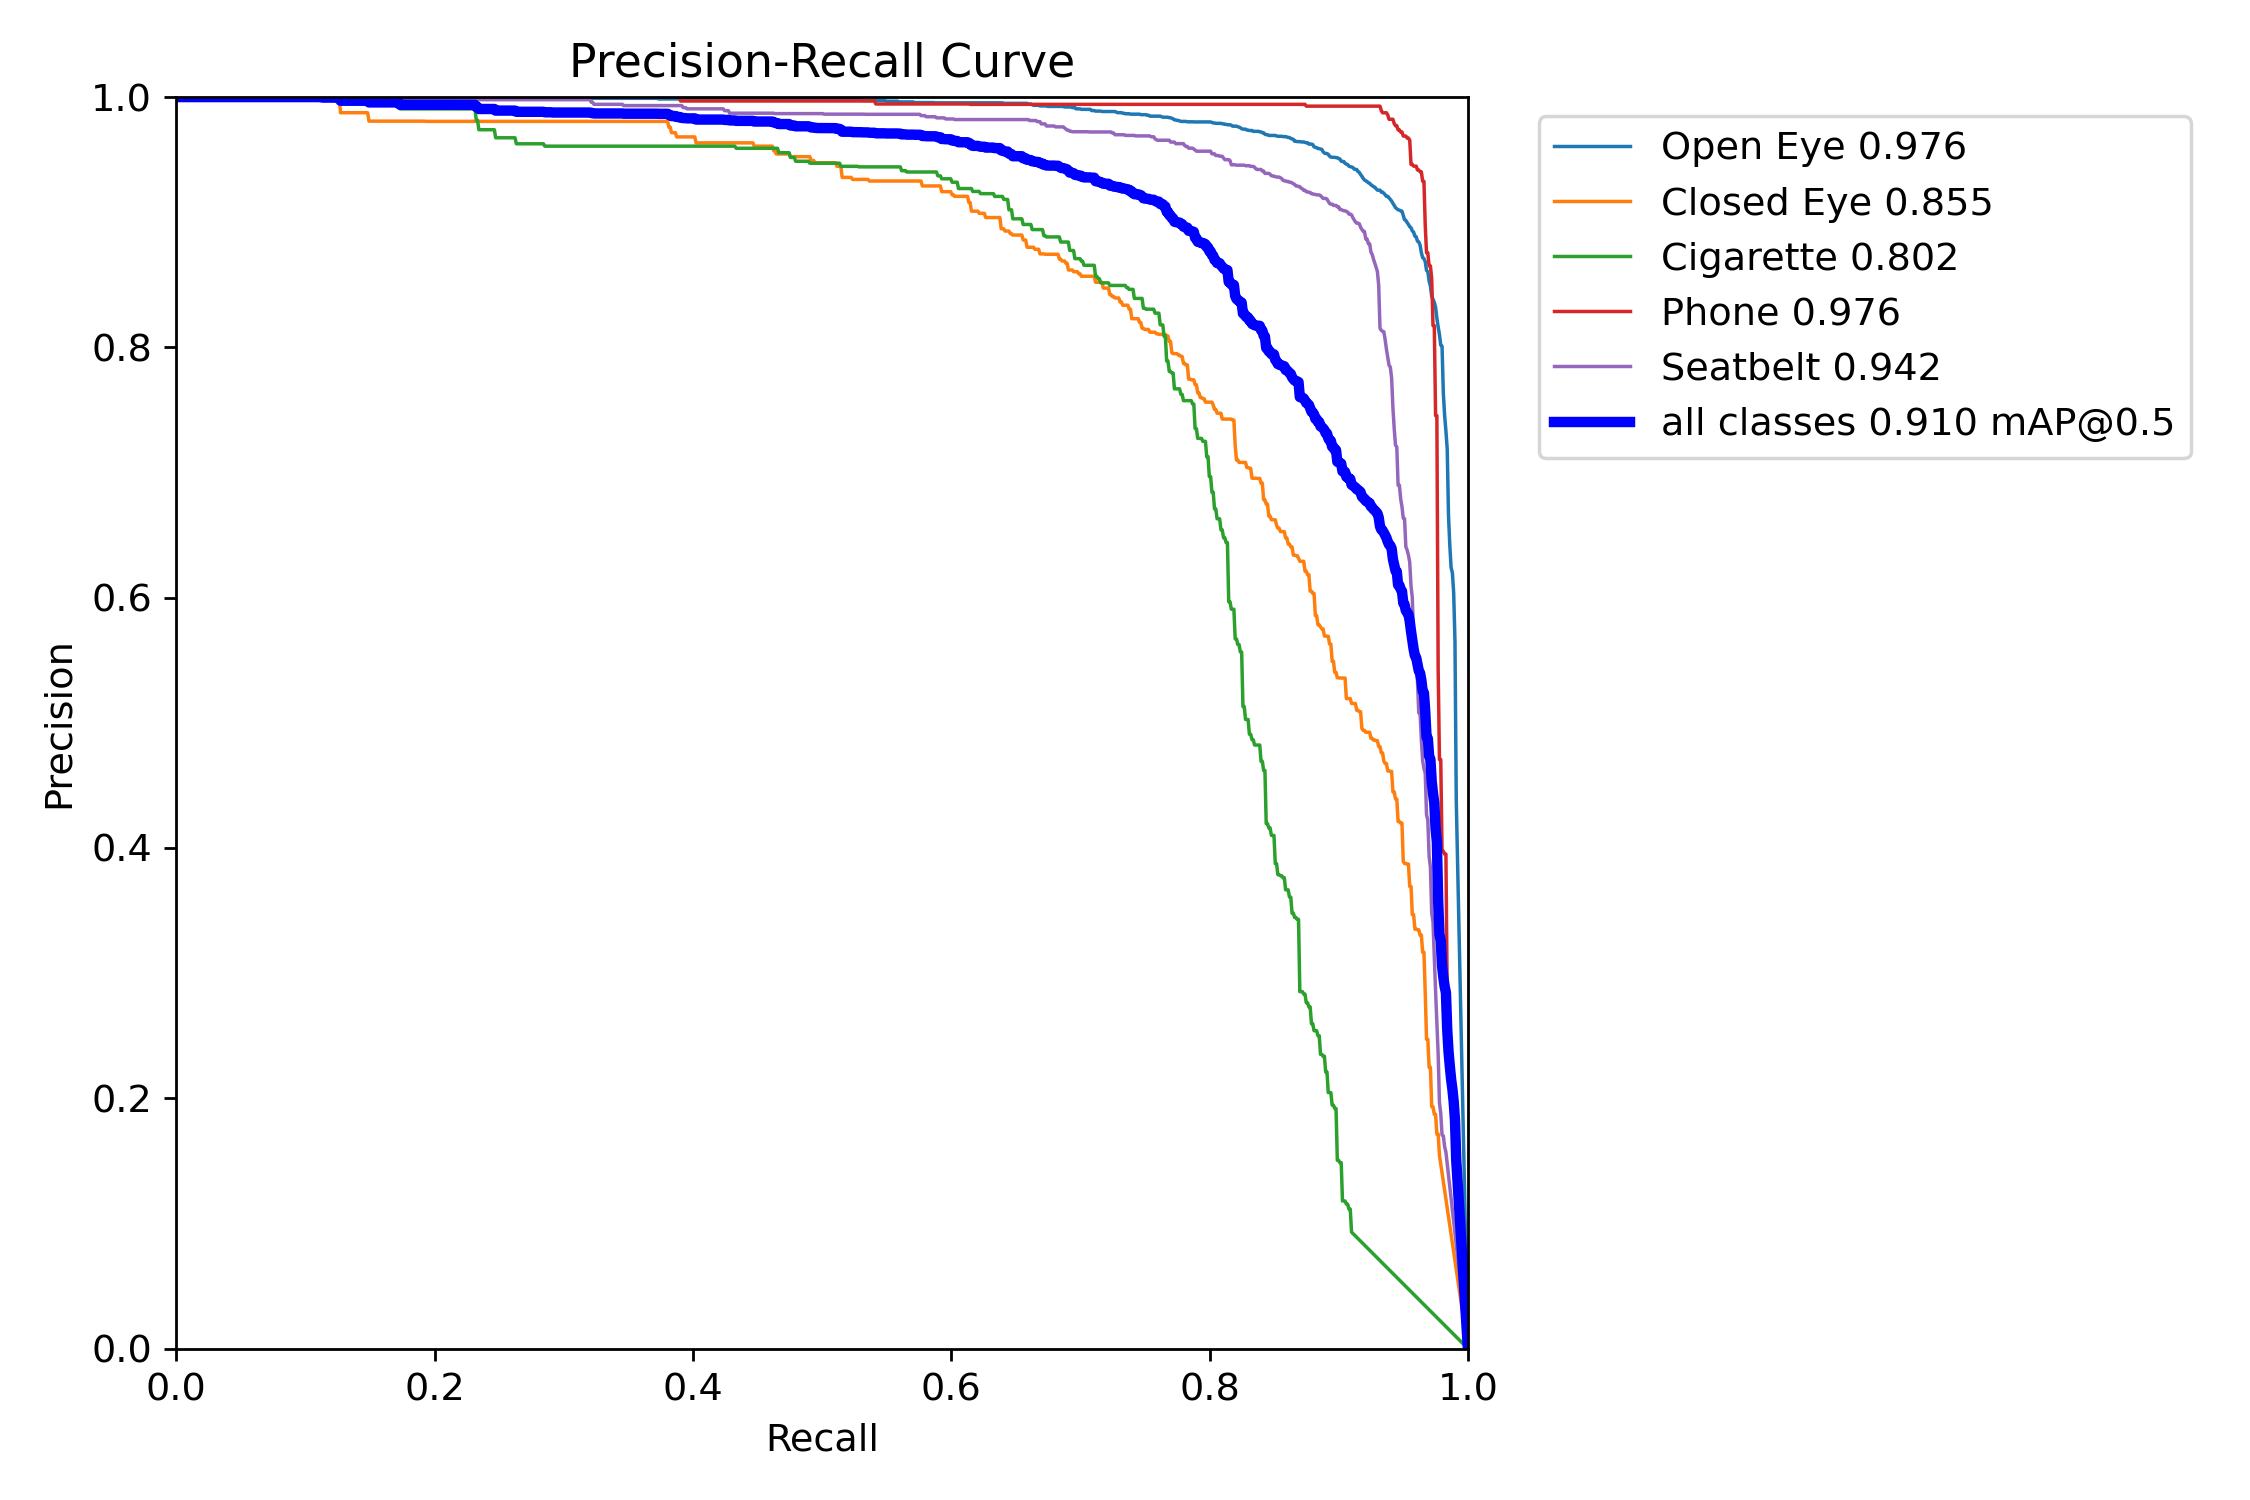 Precision-Recall Curve
1.0
0.8
0.6
0.4
0.2
0.0
Precision
0.0 0.2 0.4 0.6 0.8 1.0
Recall
Open Eye 0.976
Closed Eye 0.855
Cigarette 0.802
Phone 0.976
Seatbelt 0.942
all classes 0.910 mAP@0.5